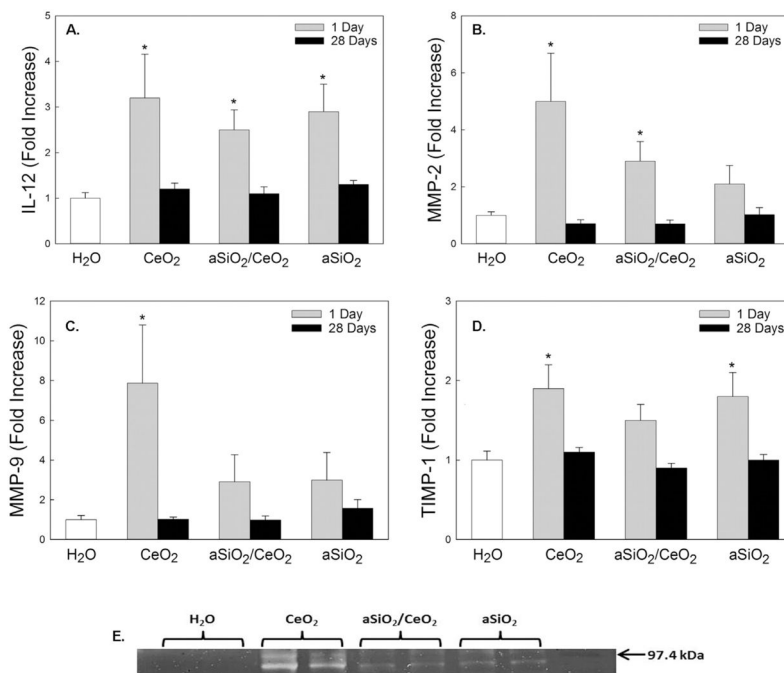 A.
1 Day
28 Days
*
*
*
IL-12 (Fold Increase)
5
4
3
2
1
0
H₂O CeO₂ aSiO₂/CeO₂ aSiO₂
B.
1 Day
28 Days
*
*
MMP-2 (Fold Increase)
8
6
4
2
0
H₂O CeO₂ aSiO₂/CeO₂ aSiO₂
C.
1 Day
28 Days
*
MMP-9 (Fold Increase)
12
10
8
6
4
2
0
H₂O CeO₂ aSiO₂/CeO₂ aSiO₂
D.
1 Day
28 Days
*
*
TIMP-1 (Fold Increase)
3
2
1
0
H₂O CeO₂ aSiO₂/CeO₂ aSiO₂
E.
H₂O CeO₂ aSiO₂/CeO₂ aSiO₂
97.4 kDa